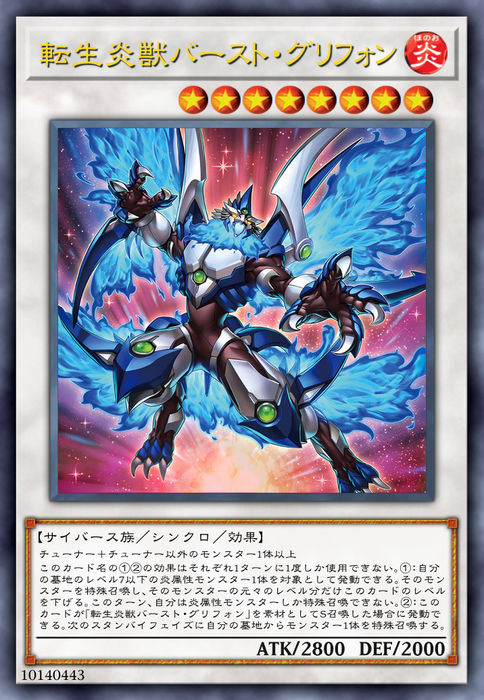 転生炎獣バースト・グリフォン
ほのお
炎
【サイバース族／シンクロ／効果】
チューナー＋チューナー以外のモンスター1体以上
このカード名の①②の効果はそれぞれ1ターンに1度しか使用できない。①：自分
の墓地のレベル7以下の炎属性モンスター1体を対象として発動できる。そのモン
スターを特殊召喚し、そのモンスターの元々のレベル分だけこのカードのレベル
を下げる。このターン、自分は炎属性モンスターしか特殊召喚できない。②：この
カードが「転生炎獣バースト・グリフォン」を素材としてS召喚した場合に発動でき
る。次のスタンバイフェイズに自分の墓地からモンスター1体を特殊召喚する。
ATK/2800 DEF/2000
10140443